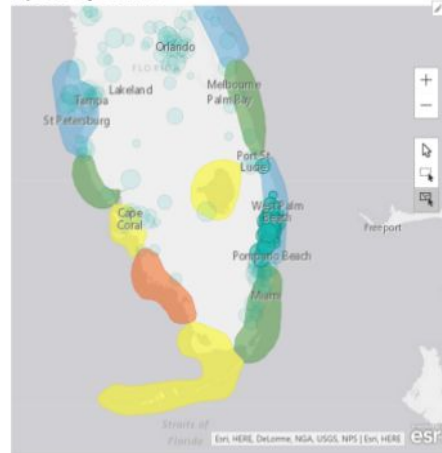 Orlando
FLORIDA
Lakeland
Melbourne
Tampa
Palm Bay
St Petersburg
Port St
Lucie
West Palm
Beach
Cape
Coral
Freeport
Pompano Beach
Miami
Straits of
Florida
Esri, HERE, DeLorme, NGA, USGS, NPS | Esri, HERE
esri